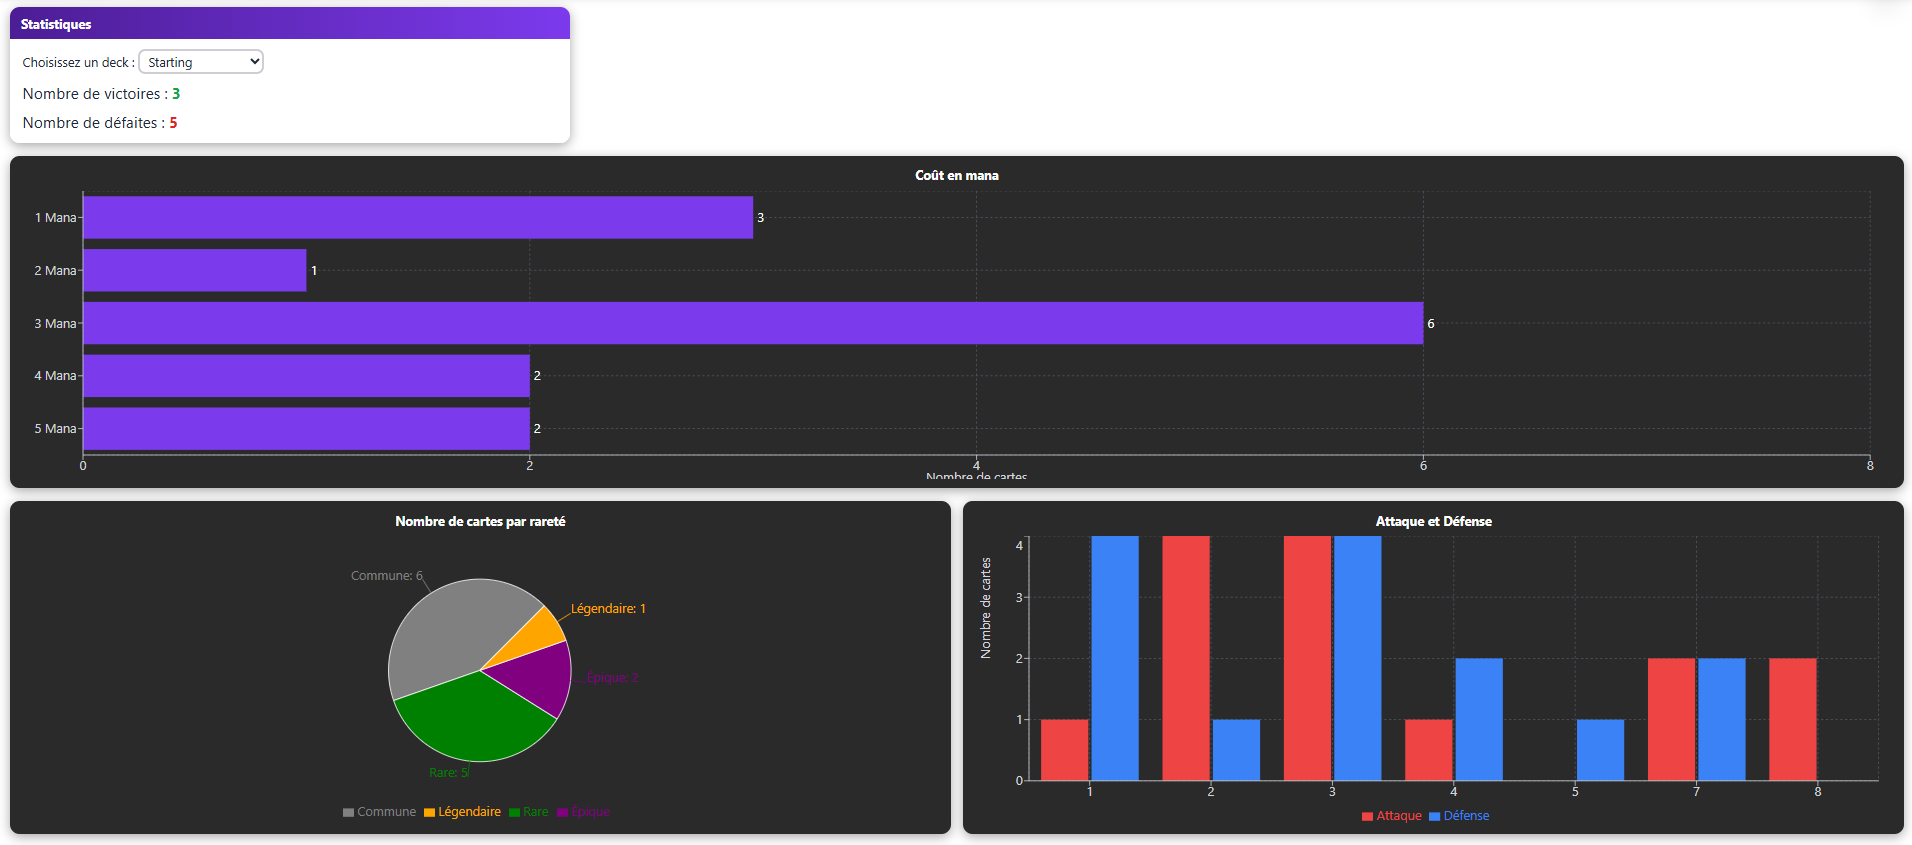 Statistiques
Choisissez un deck : Starting
Nombre de victoires : 3
Nombre de défaites : 5
Coût en mana
1 Mana 3
2 Mana 1
3 Mana 6
4 Mana 2
5 Mana 2
0 2 4 6 8
Nombre de cartes
Nombre de cartes par rareté
Commune: 6
Légendaire: 1
Épique: 2
Rare: 5
Commune Légendaire Rare Épique
Attaque et Défense
Nombre de cartes
4
3
2
1
0
1 2 3 4 5 7 8
Attaque Défense